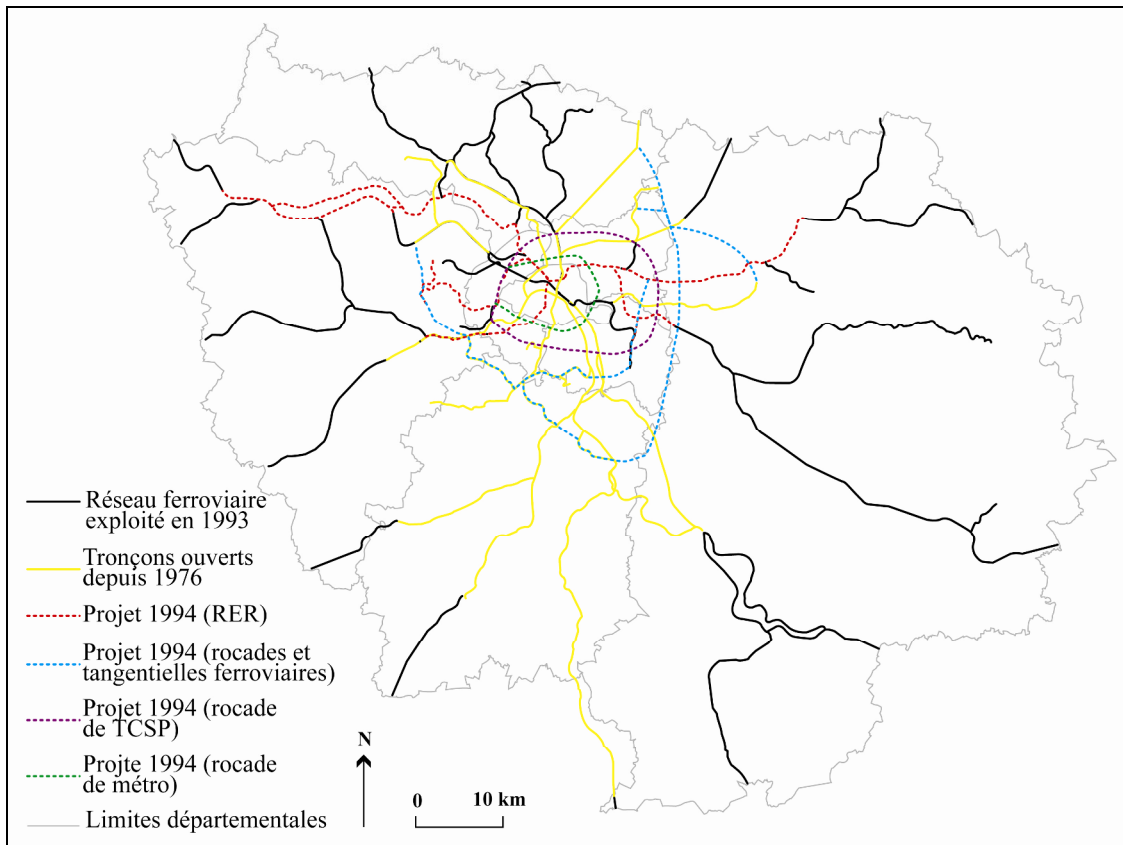 Réseau ferroviaire
exploité en 1993
Tronçons ouverts
depuis 1976
Projet 1994 (RER)
Projet 1994 (rocades et
tangentielles ferroviaires)
Projet 1994 (rocade
de TCSP)
Projte 1994 (rocade
de métro)
Limites départementales
N
0 10 km